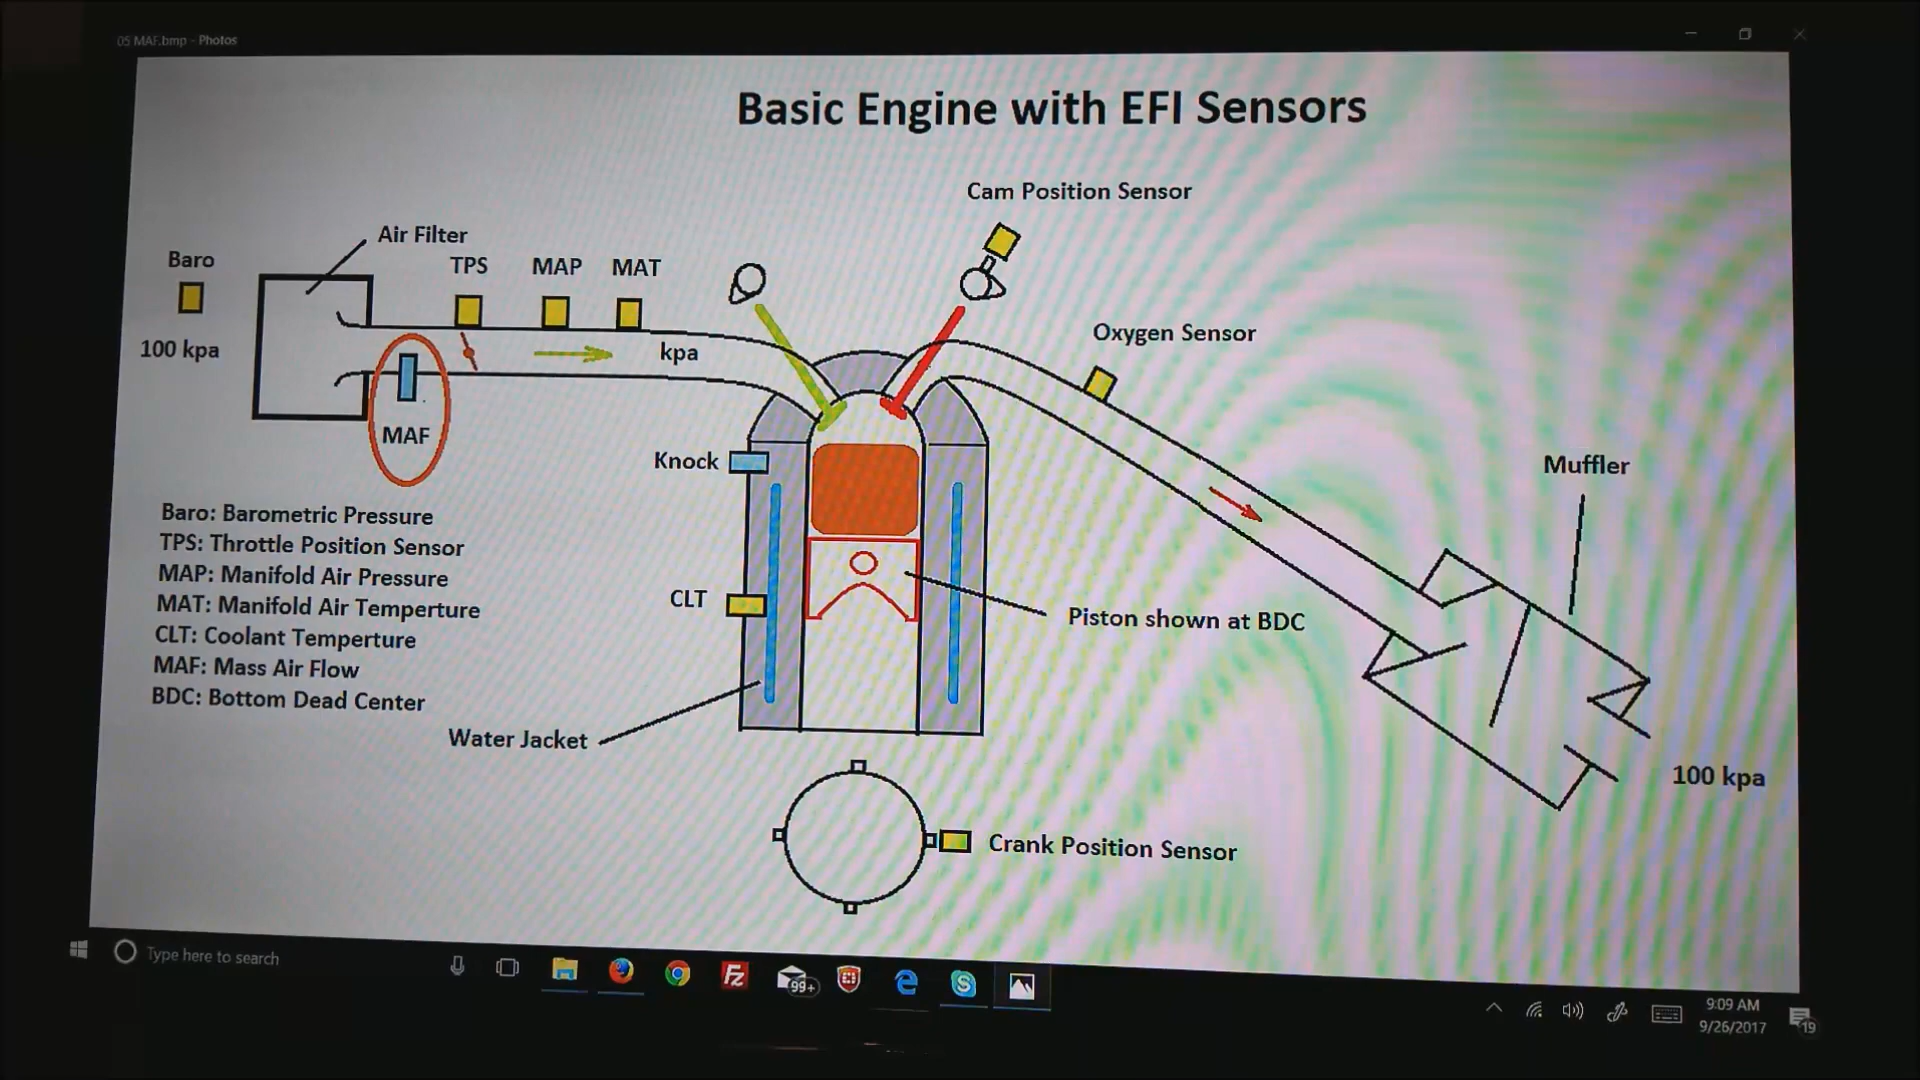 05 MAF.bmp - Photos
Basic Engine with EFI Sensors
Cam Position Sensor
Air Filter
Baro
TPS
MAP
MAT
100 kpa
kpa
Oxygen Sensor
MAF
Knock
Muffler
Baro: Barometric Pressure
TPS: Throttle Position Sensor
MAP: Manifold Air Pressure
MAT: Manifold Air Temperture
CLT: Coolant Temperture
MAF: Mass Air Flow
BDC: Bottom Dead Center
CLT
Piston shown at BDC
Water Jacket
100 kpa
Crank Position Sensor
Type here to search
Fz
99+
9:09 AM
9/26/2017
19